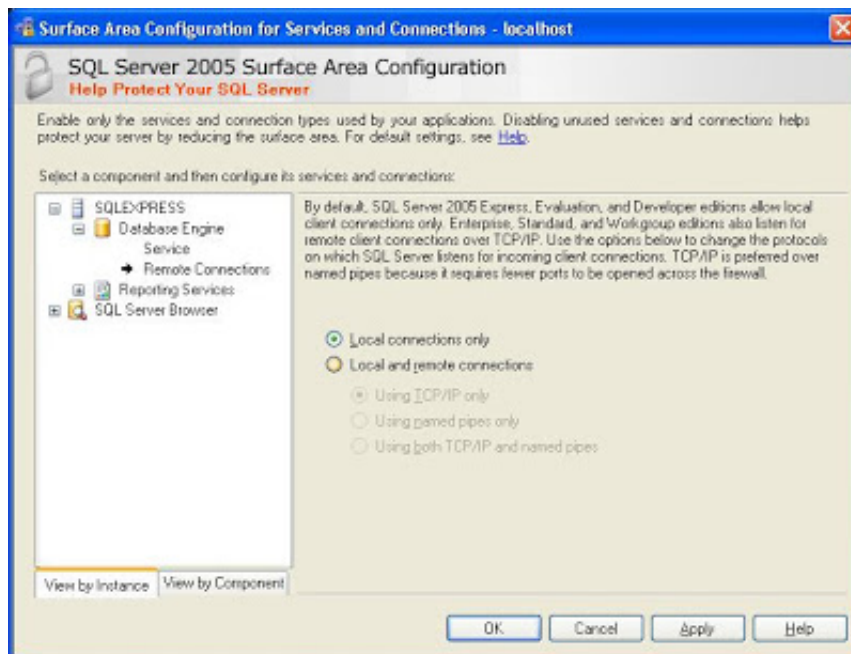 Surface Area Configuration for Services and Connections - localhost
SQL Server 2005 Surface Area Configuration
Help Protect Your SQL Server
Enable only the services and connection types used by your applications. Disabling unused services and connections helps
protect your server by reducing the surface area. For default settings, see Help.
Select a component and then configure its services and connections:
SQLEXPRESS
Database Engine
Service
Remote Connections
Reporting Services
SQL Server Browser
By default, SQL Server 2005 Express, Evaluation, and Developer editions allow local
client connections only. Enterprise, Standard, and Workgroup editions also listen for
remote client connections over TCP/IP. Use the options below to change the protocols
on which SQL Server listens for incoming client connections. TCP/IP is preferred over
named pipes because it requires fewer ports to be opened across the firewall.
Local connections only
Local and remote connections
Using TCP/IP only
Using named pipes only
Using both TCP/IP and named pipes
View by Instance View by Component
OK Cancel Apply Help